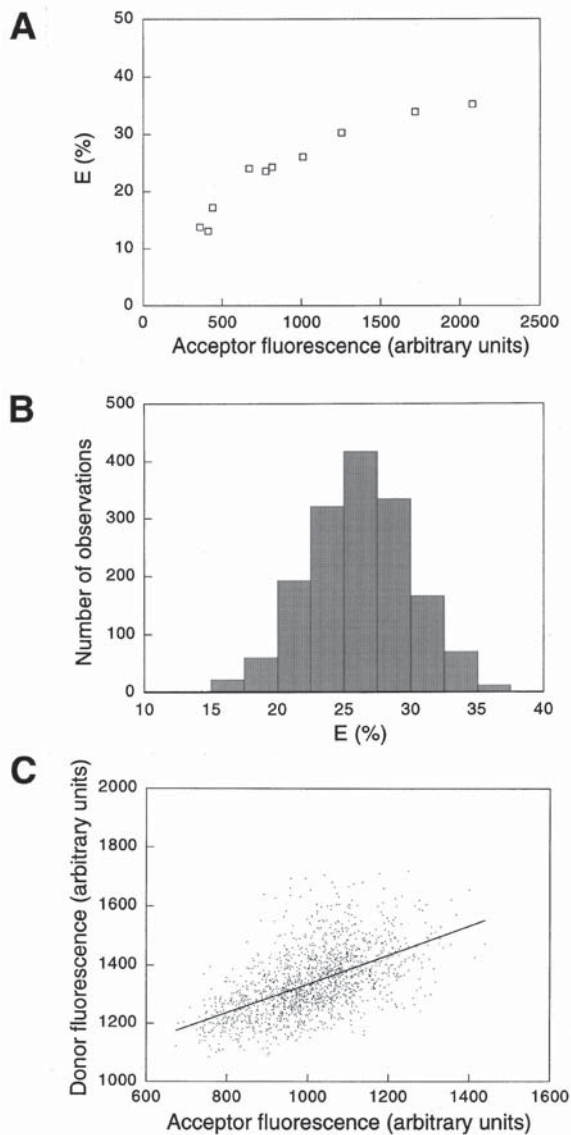 A
50
40
30
20
10
0
E (%)
0 500 1000 1500 2000 2500
Acceptor fluorescence (arbitrary units)
B
500
400
300
200
100
0
Number of observations
10 15 20 25 30 35 40
E (%)
C
2000
1800
1600
1400
1200
1000
Donor fluorescence (arbitrary units)
600 800 1000 1200 1400 1600
Acceptor fluorescence (arbitrary units)